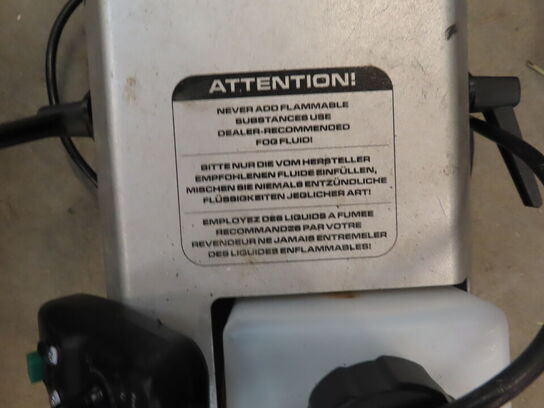 ATTENTION!
NEVER ADD FLAMMABLE
SUBSTANCES USE
DEALER-RECOMMENDED
FOG FLUID!
BITTE NUR DIE VOM HERSTELLER
EMPFOHLENEN FLUIDE EINFÜLLEN,
MISCHEN SIE NIEMALS ENTZÜNDLICHE
FLÜSSIGKEITEN JEGLICHER ART!
EMPLOYEZ DES LIQUIDS A FUMEE
RECOMMANDZES PAR VOTRE
REVENDEUR NE JAMAIS ENTREMELER
DES LIQUIDES ENFLAMMABLES!